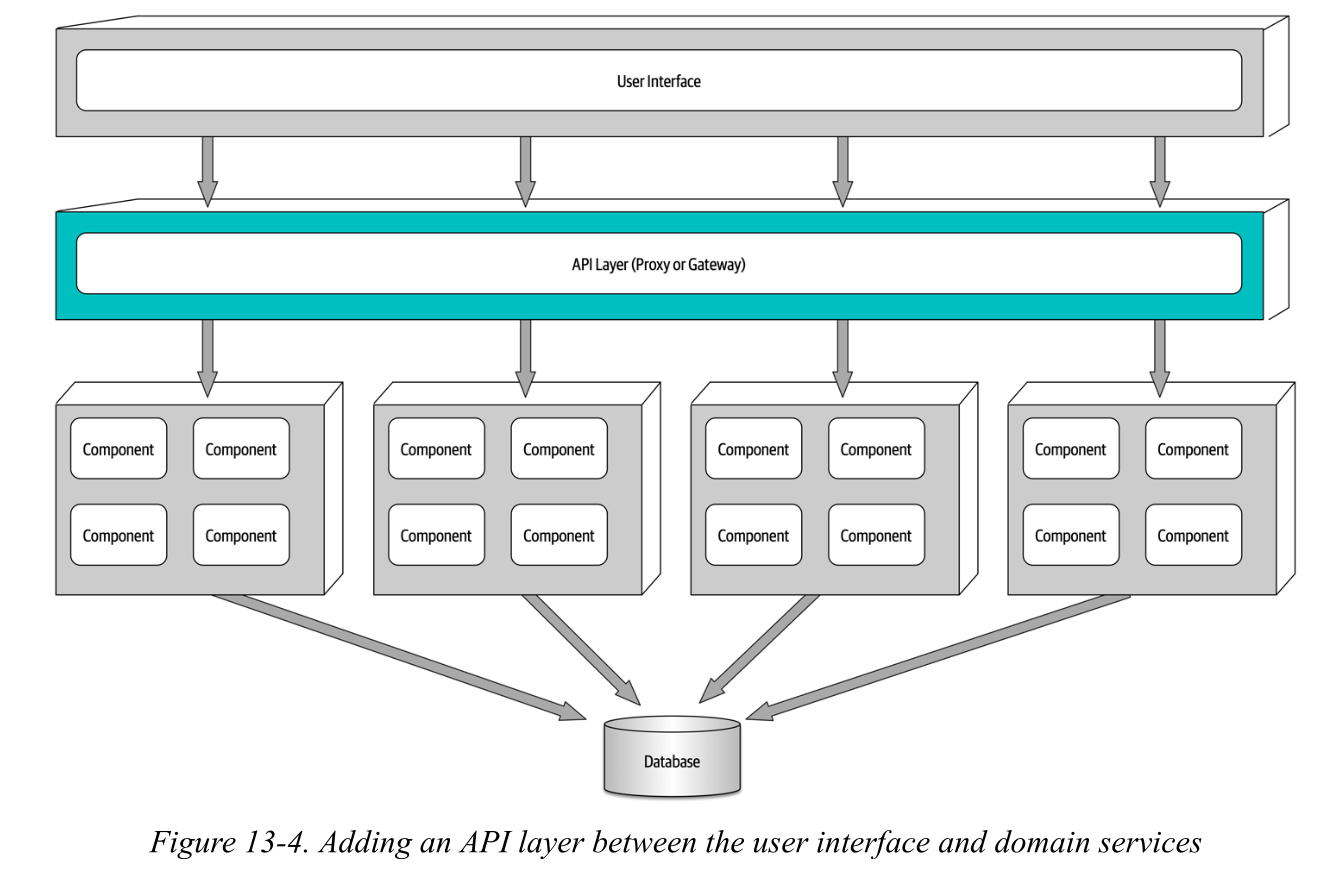 User Interface
API Layer (Proxy or Gateway)
Component Component Component Component Component Component Component Component
Component Component Component Component Component Component Component Component
Database
Figure 13-4. Adding an API layer between the user interface and domain services